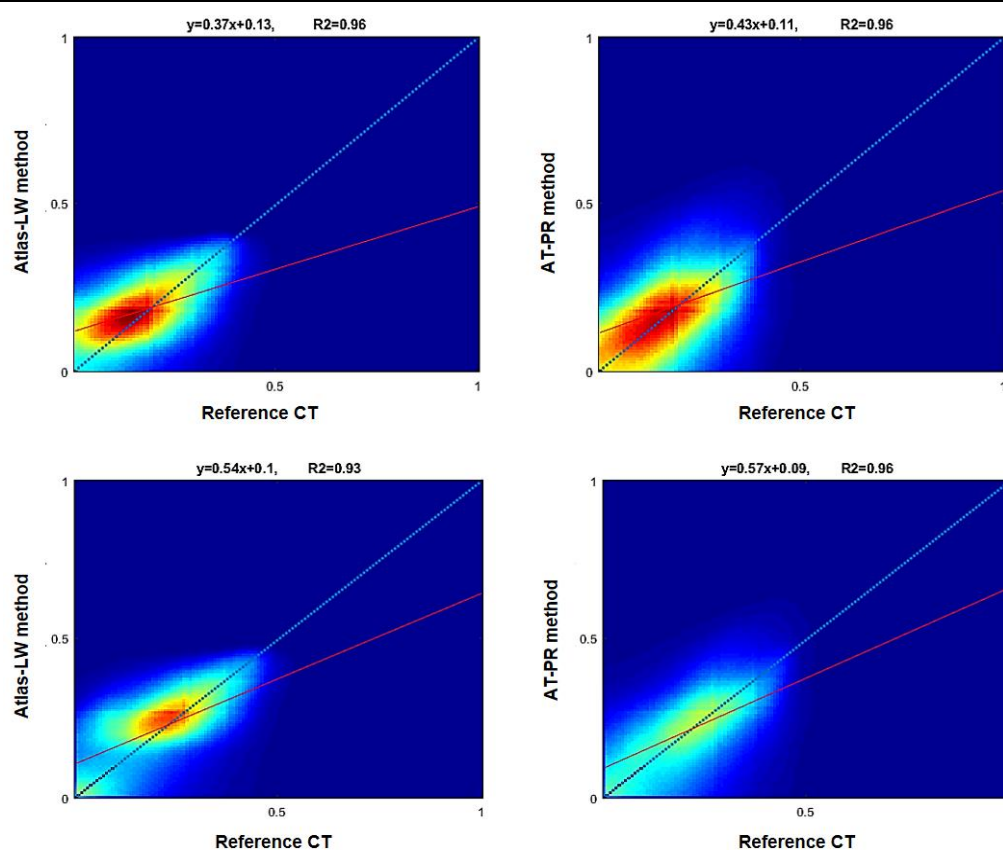 y=0.37x+0.13, R2=0.96
y=0.43x+0.11, R2=0.96
1
0.5
0
0.5
1
Atlas-LW method
Reference CT
1
0.5
0
0.5
1
AT-PR method
Reference CT
y=0.54x+0.1, R2=0.93
y=0.57x+0.09, R2=0.96
1
0.5
0
0.5
1
Atlas-LW method
Reference CT
1
0.5
0
0.5
AT-PR method
Reference CT